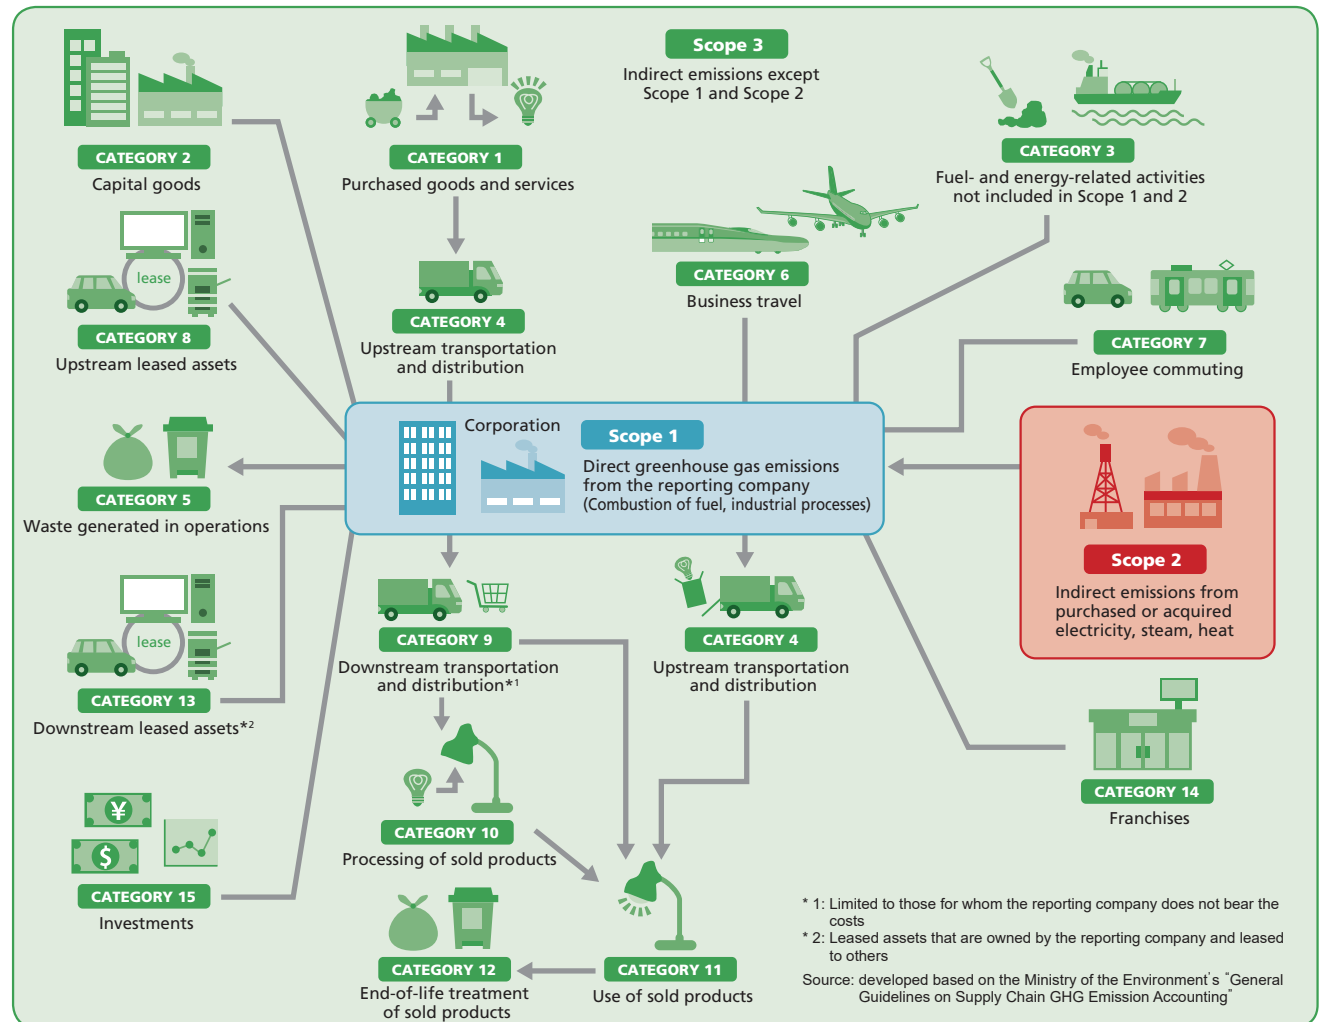 Scope 3
Indirect emissions except
Scope 1 and Scope 2
CATEGORY 2
Capital goods
CATEGORY 1
Purchased goods and services
CATEGORY 3
Fuel- and energy-related activities
not included in Scope 1 and 2
lease
CATEGORY 8
Upstream leased assets
CATEGORY 4
Upstream transportation
and distribution
CATEGORY 6
Business travel
CATEGORY 7
Employee commuting
Corporation
Scope 1
Direct greenhouse gas emissions
from the reporting company
(Combustion of fuel, industrial processes)
CATEGORY 5
Waste generated in operations
Scope 2
Indirect emissions from
purchased or acquired
electricity, steam, heat
lease
CATEGORY 13
Downstream leased assets*2
CATEGORY 9
Downstream transportation
and distribution*1
CATEGORY 4
Upstream transportation
and distribution
CATEGORY 14
Franchises
¥
$
CATEGORY 15
Investments
CATEGORY 10
Processing of sold products
CATEGORY 12
End-of-life treatment
of sold products
CATEGORY 11
Use of sold products
* 1: Limited to those for whom the reporting company does not bear the
costs
* 2: Leased assets that are owned by the reporting company and leased
to others
Source: developed based on the Ministry of the Environment's "General
Guidelines on Supply Chain GHG Emission Accounting"